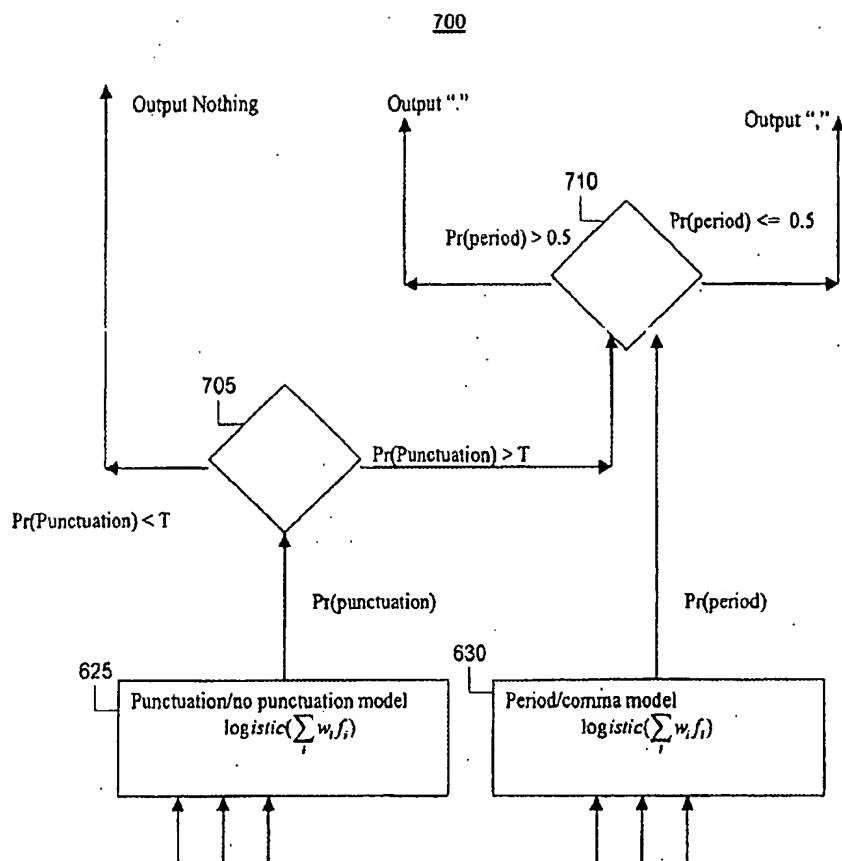 700
Output Nothing
Output “.”
Output “,”
710
Pr(period) > 0.5
Pr(period) <= 0.5
705
Pr(Punctuation) > T
Pr(Punctuation) < T
Pr(punctuation)
Pr(period)
625
Punctuation/no punctuation model
logistic(∑ᵢ wᵢfᵢ)
630
Period/comma model
logistic(∑ᵢ wᵢfᵢ)